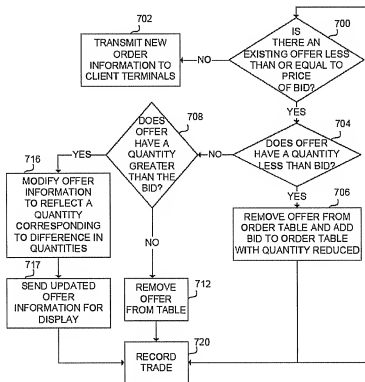 702
TRANSMIT NEW
ORDER
INFORMATION TO
CLIENT TERMINALS
NO
700
IS
THERE AN
EXISTING OFFER LESS
THAN OR EQUAL TO
PRICE
OF BID?
YES
704
DOES OFFER
HAVE A QUANTITY
LESS THAN BID?
NO
YES
708
DOES
OFFER
HAVE A
QUANTITY
GREATER
THAN THE
BID?
YES
NO
716
MODIFY OFFER
INFORMATION
TO REFLECT A
QUANTITY
CORRESPONDING
TO DIFFERENCE IN
QUANTITIES
706
REMOVE OFFER FROM
ORDER TABLE AND ADD
BID TO ORDER TABLE
WITH QUANTITY REDUCED
717
SEND UPDATED
OFFER
INFORMATION FOR
DISPLAY
712
REMOVE
OFFER
FROM TABLE
720
RECORD
TRADE